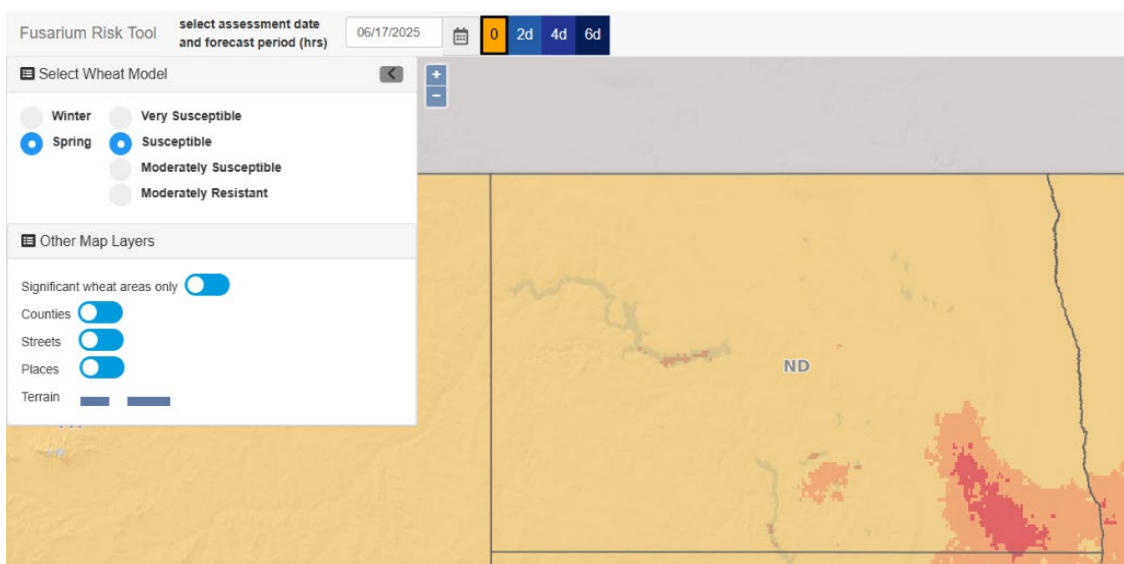 Fusarium Risk Tool
select assessment date
and forecast period (hrs)
06/17/2025
0 2d 4d 6d
Select Wheat Model
+
−
Winter Very Susceptible
Spring Susceptible
Moderately Susceptible
Moderately Resistant
Other Map Layers
Significant wheat areas only
Counties
Streets
Places
Terrain
ND